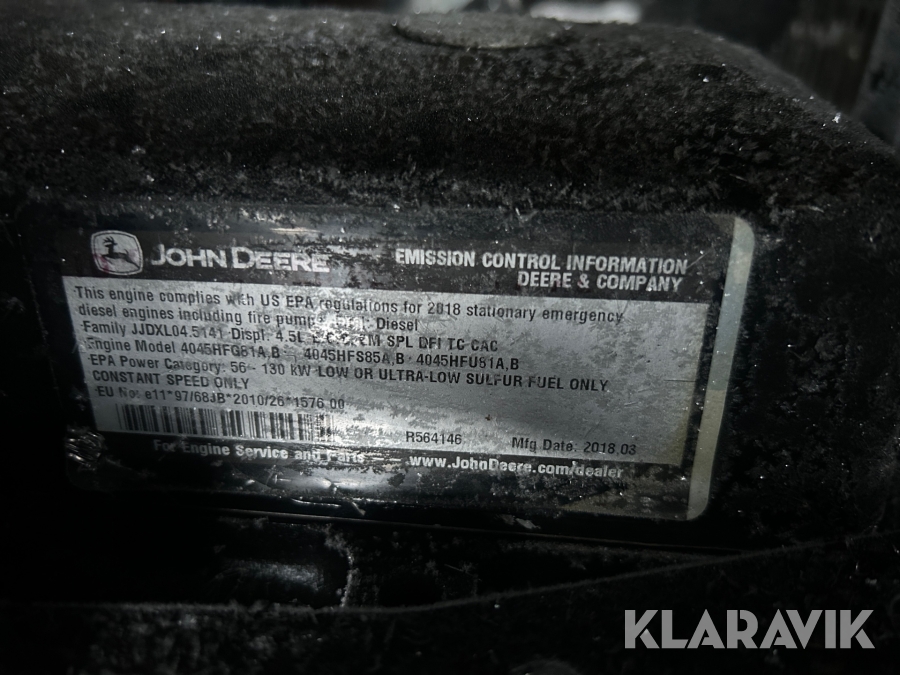 JOHN DEERE
EMISSION CONTROL INFORMATION
DEERE & COMPANY
This engine complies with US EPA regulations for 2018 stationary emergency
diesel engines including fire pump Diesel
Family JJDXL04.5141 Displ: 4.5L SPL DFI TC CAC
Engine Model 4045HFG81A,B 4045HFS85A,B 4045HFU81A,B
EPA Power Category: 56 - 130 kW LOW OR ULTRA-LOW SULFUR FUEL ONLY
CONSTANT SPEED ONLY
EU No: e11*97/68JB*2010/26*1576.00
R564146 Mfg Date: 2018.03
For Engine Service and Parts www.JohnDeere.com/dealer
KLARAVIK